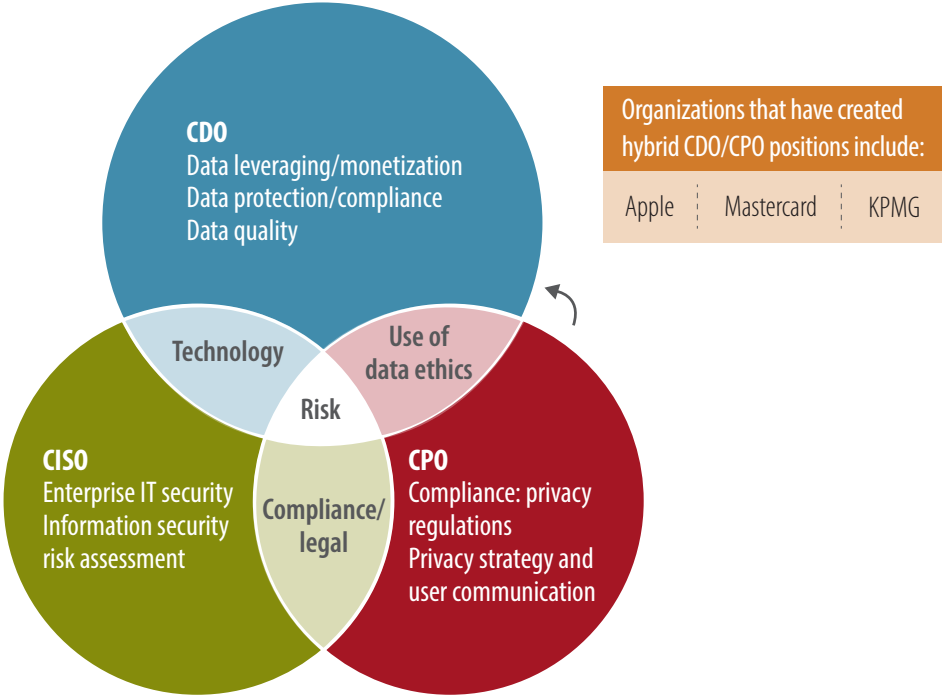 CDO
Data leveraging/monetization
Data protection/compliance
Data quality
Organizations that have created
hybrid CDO/CPO positions include:
Apple
Mastercard
KPMG
Technology
Use of
data ethics
Risk
CISO
Enterprise IT security
Information security
risk assessment
Compliance/
legal
CPO
Compliance: privacy
regulations
Privacy strategy and
user communication